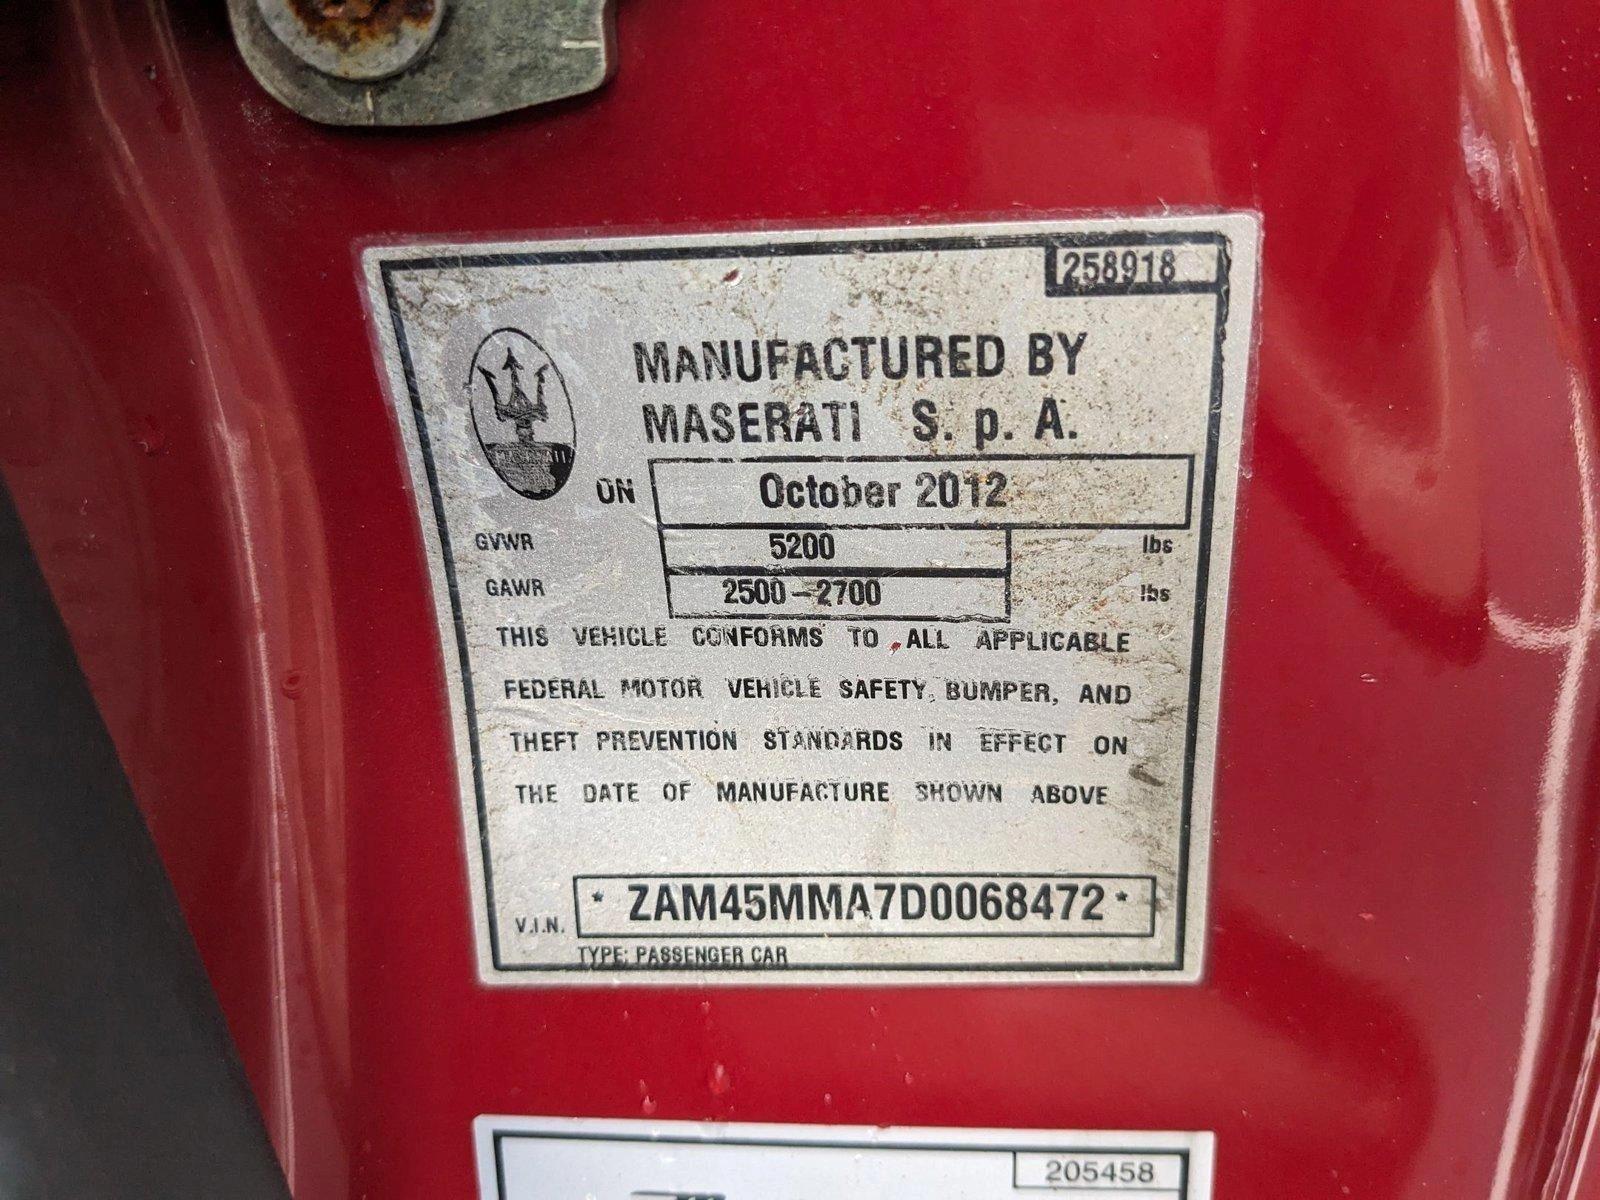 258918
MANUFACTURED BY
MASERATI S. p. A.
ON October 2012
GVWR 5200 lbs
GAWR 2500-2700 lbs
THIS VEHICLE CONFORMS TO ALL APPLICABLE
FEDERAL MOTOR VEHICLE SAFETY, BUMPER, AND
THEFT PREVENTION STANDARDS IN EFFECT ON
THE DATE OF MANUFACTURE SHOWN ABOVE
V.I.N. * ZAM45MMA7D0068472 *
TYPE: PASSENGER CAR
205458